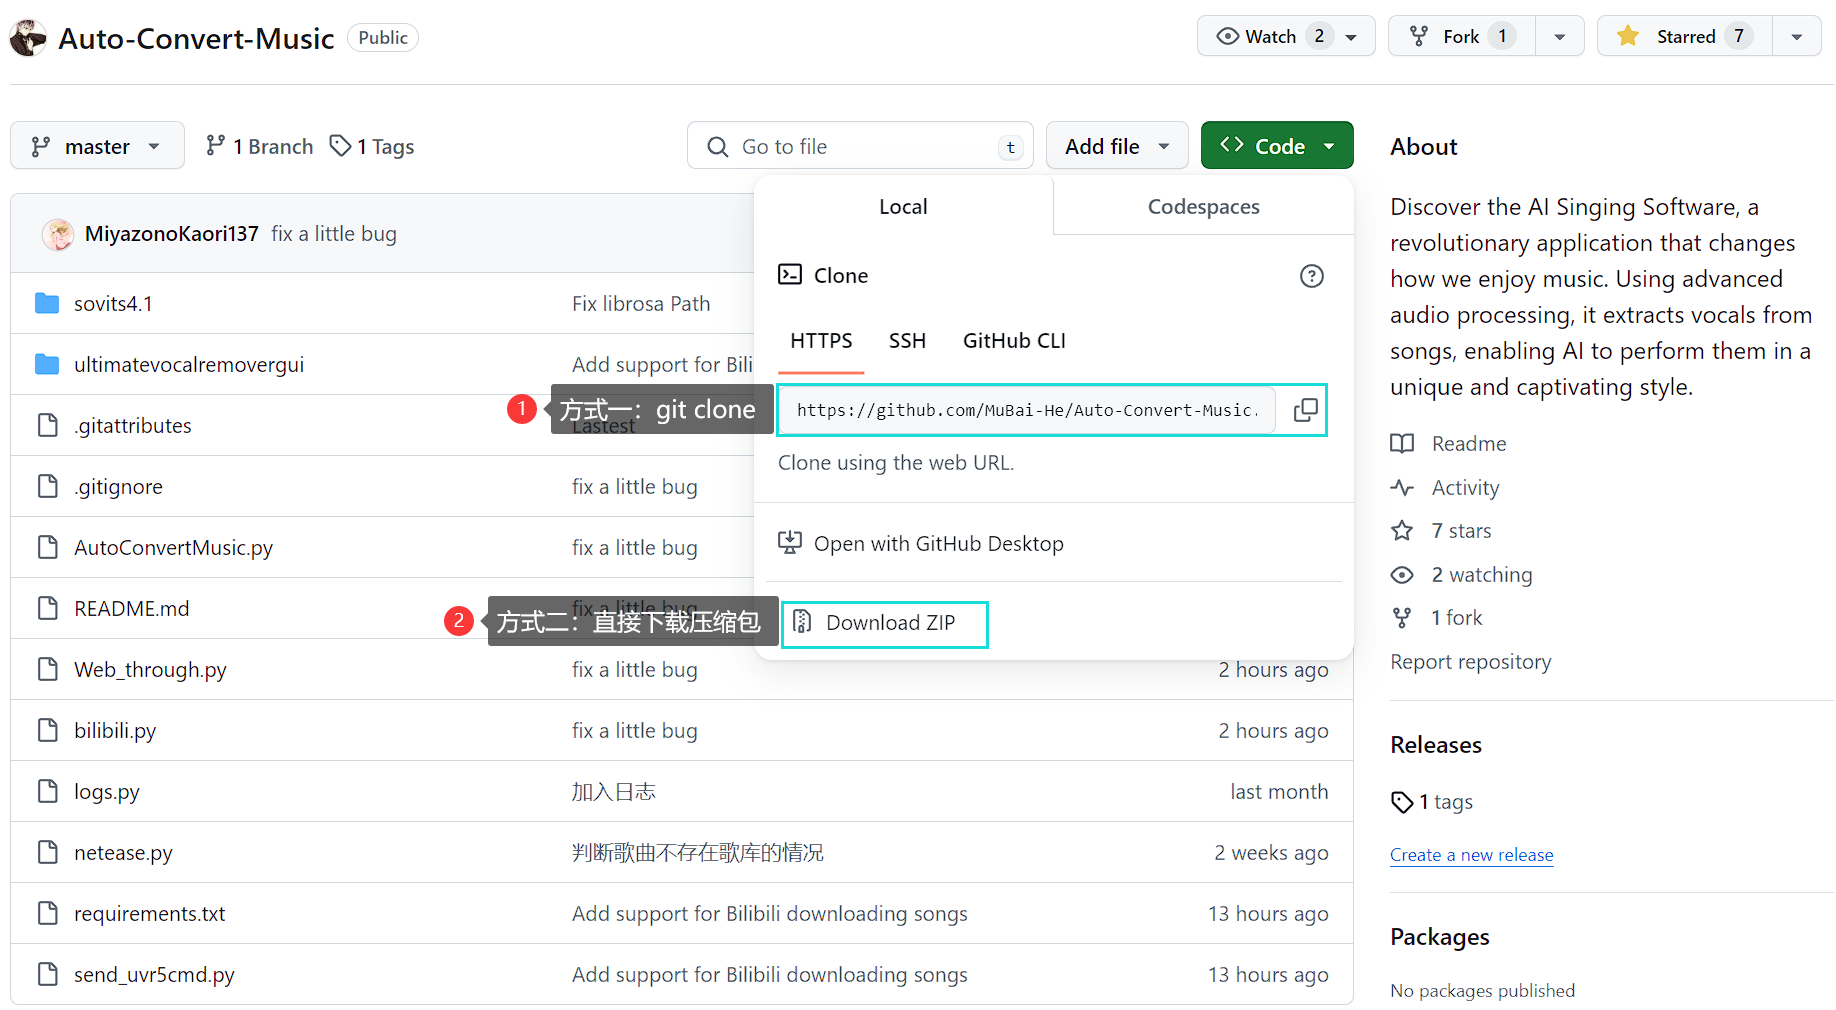 Auto-Convert-Music Public
Watch 2 Fork 1 Starred 7
master 1 Branch 1 Tags Go to file t Add file Code
MiyazonoKaori137 fix a little bug
sovits4.1 Fix librosa Path
ultimatevocalremovergui Add support for Bili
.gitattributes Lastest
.gitignore fix a little bug
AutoConvertMusic.py fix a little bug
README.md fix a little bug
Web_through.py fix a little bug 2 hours ago
bilibili.py fix a little bug 2 hours ago
logs.py 加入日志 last month
netease.py 判断歌曲不存在歌库的情况 2 weeks ago
requirements.txt Add support for Bilibili downloading songs 13 hours ago
send_uvr5cmd.py Add support for Bilibili downloading songs 13 hours ago
Local Codespaces
Clone
HTTPS SSH GitHub CLI
1 方式一：git clone
https://github.com/MuBai-He/Auto-Convert-Music.
Clone using the web URL.
Open with GitHub Desktop
2 方式二：直接下载压缩包
Download ZIP
About
Discover the AI Singing Software, a
revolutionary application that changes
how we enjoy music. Using advanced
audio processing, it extracts vocals from
songs, enabling AI to perform them in a
unique and captivating style.
Readme
Activity
7 stars
2 watching
1 fork
Report repository
Releases
1 tags
Create a new release
Packages
No packages published